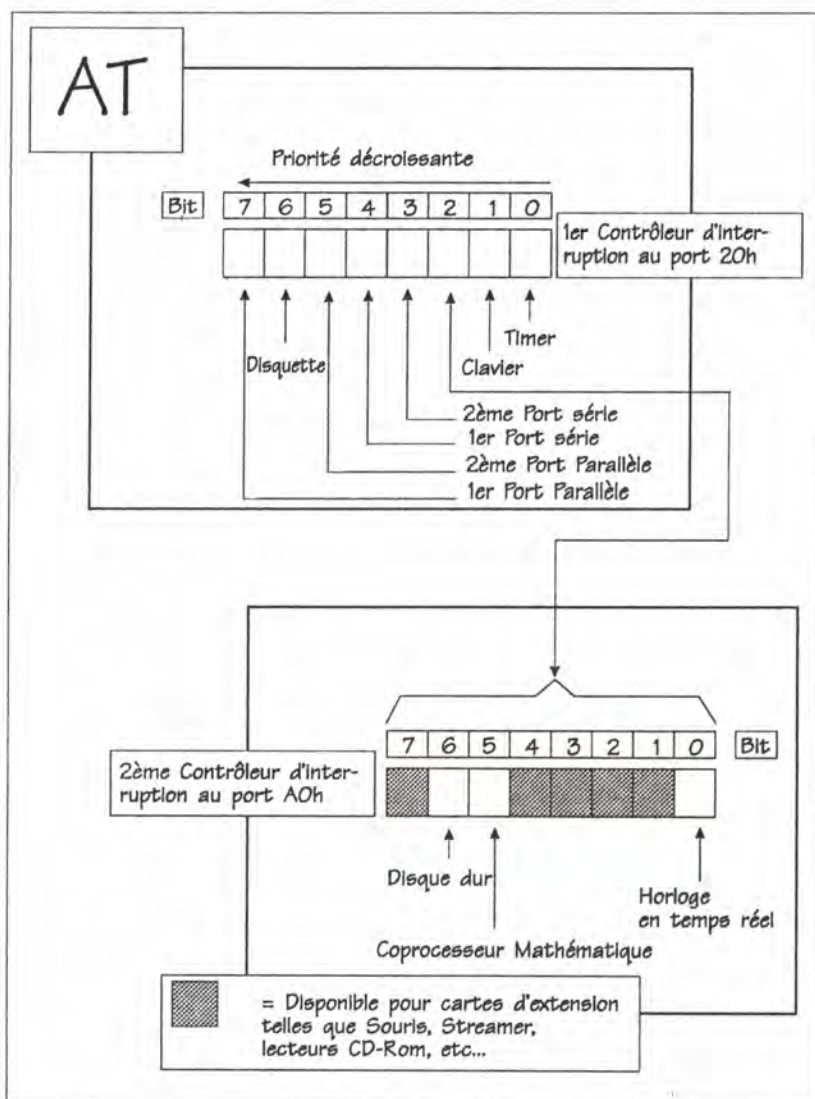 AT
Priorité décroissante
Bit 7 6 5 4 3 2 1 0
1er Contrôleur d'inter-
ruption au port 20h
Timer
Disquette
Clavier
2ème Port série
1er Port série
2ème Port Parallèle
1er Port Parallèle
7 6 5 4 3 2 1 0 Bit
2ème Contrôleur d'inter-
ruption au port A0h
Disque dur
Horloge
en temps réel
Coprocesseur Mathématique
= Disponible pour cartes d'extension
telles que Souris, Streamer,
lecteurs CD-Rom, etc...